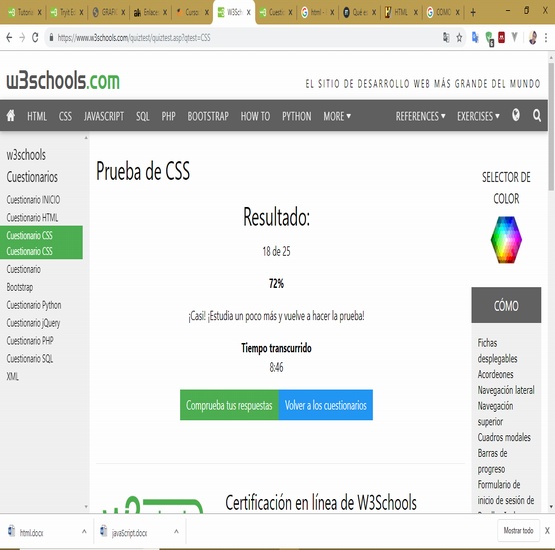 Tutoria
Tryit E
GRAFIC
Enlaces
Curso:
W3Sch
Cuestio
html -
Qué es
HTML
COMO
https://www.w3schools.com/quiztest/quiztest.asp?qtest=CSS
w3schools.com
EL SITIO DE DESARROLLO WEB MÁS GRANDE DEL MUNDO
HTML CSS JAVASCRIPT SQL PHP BOOTSTRAP HOW TO PYTHON MORE REFERENCES EXERCISES
w3schools
Cuestionarios
Cuestionario INICIO
Cuestionario HTML
Cuestionario CSS
Cuestionario CSS
Cuestionario
Bootstrap
Cuestionario Python
Cuestionario jQuery
Cuestionario PHP
Cuestionario SQL
XML
Prueba de CSS
Resultado:
18 de 25
72%
¡Casi! ¡Estudia un poco más y vuelve a hacer la prueba!
Tiempo transcurrido
8:46
Comprueba tus respuestas
Volver a los cuestionarios
Certificación en línea de W3Schools
SELECTOR DE
COLOR
CÓMO
Fichas
desplegables
Acordeones
Navegación lateral
Navegación
superior
Cuadros modales
Barras de
progreso
Formulario de
inicio de sesión de
html.docx
javaScript.docx
Mostrar todo